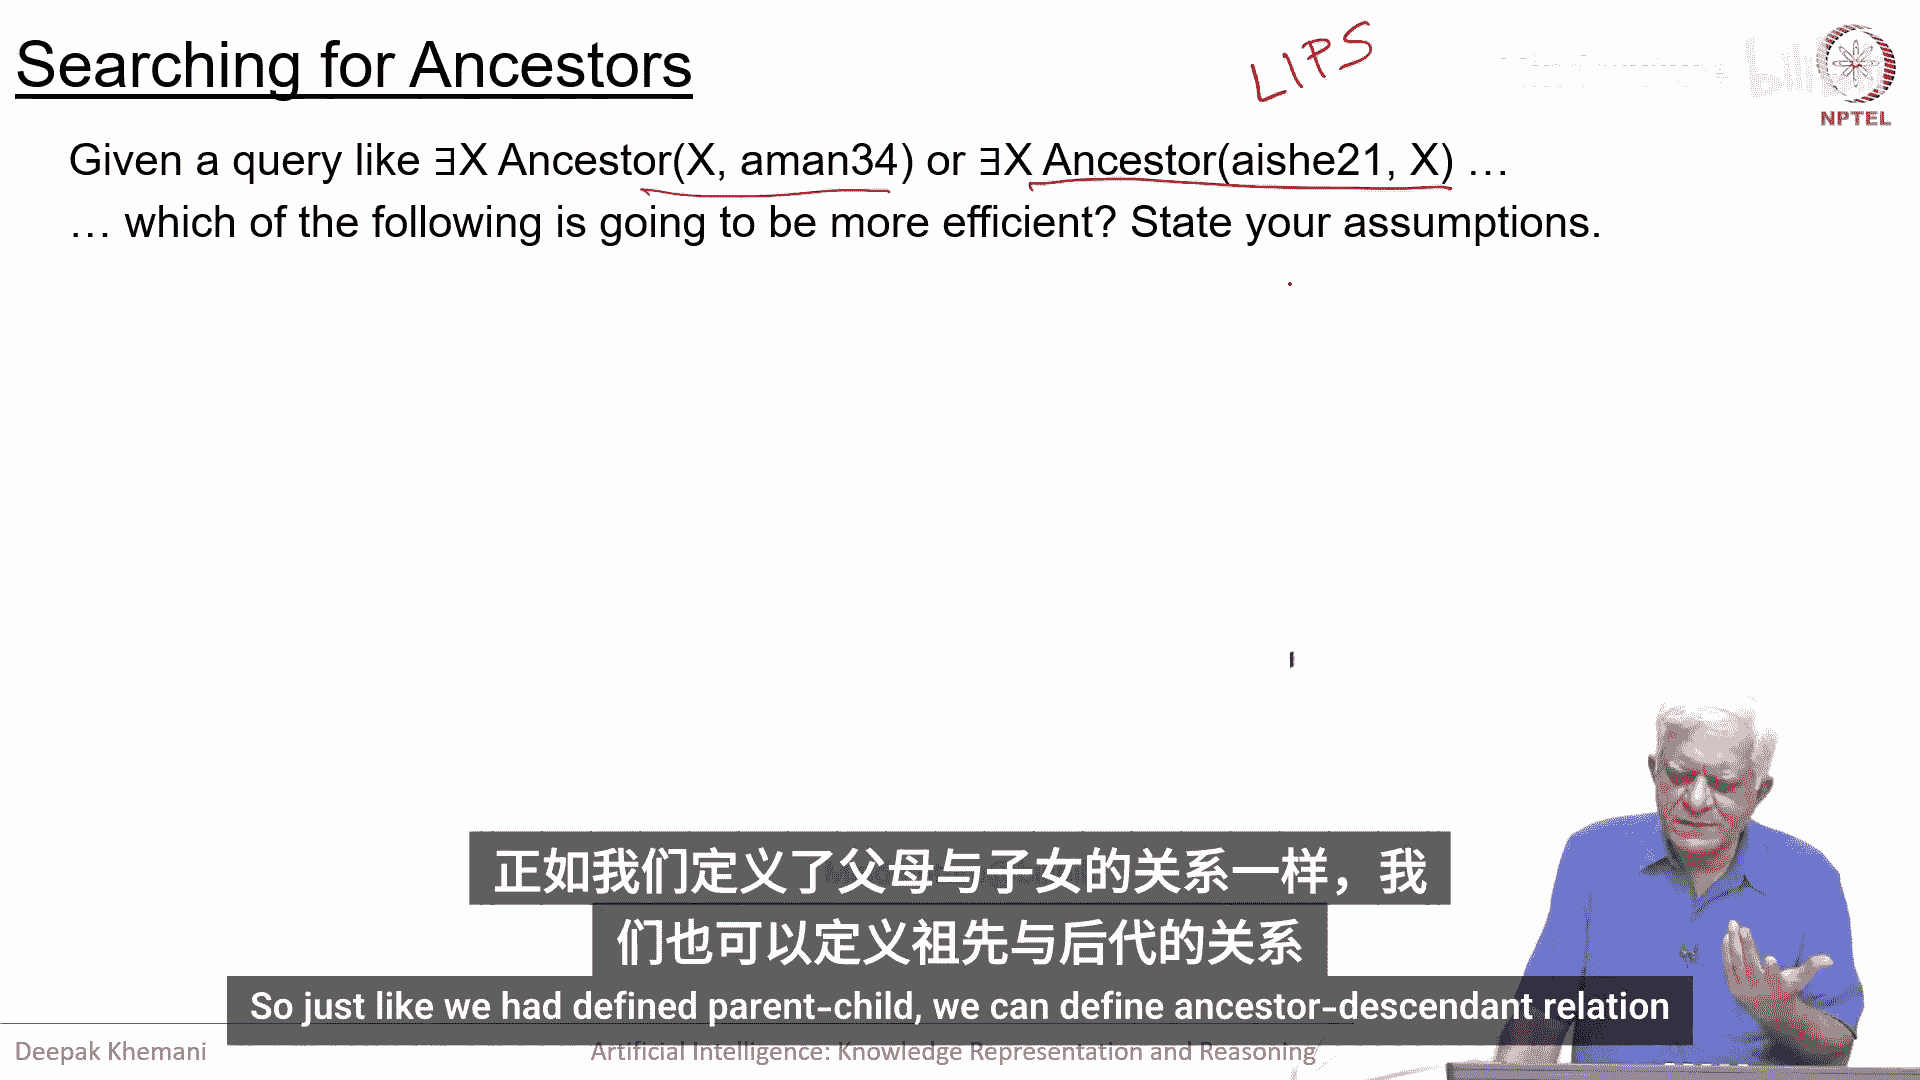 Searching for Ancestors
LIPS
NPTEL
Given a query like ∃X Ancestor(X, aman34) or ∃X Ancestor(aishe21, X) …
… which of the following is going to be more efficient? State your assumptions.
正如我们定义了父母与子女的关系一样，我
们也可以定义祖先与后代的关系
So just like we had defined parent-child, we can define ancestor-descendant relation
Deepak Khemani
Artificial Intelligence: Knowledge Representation and Reasoning